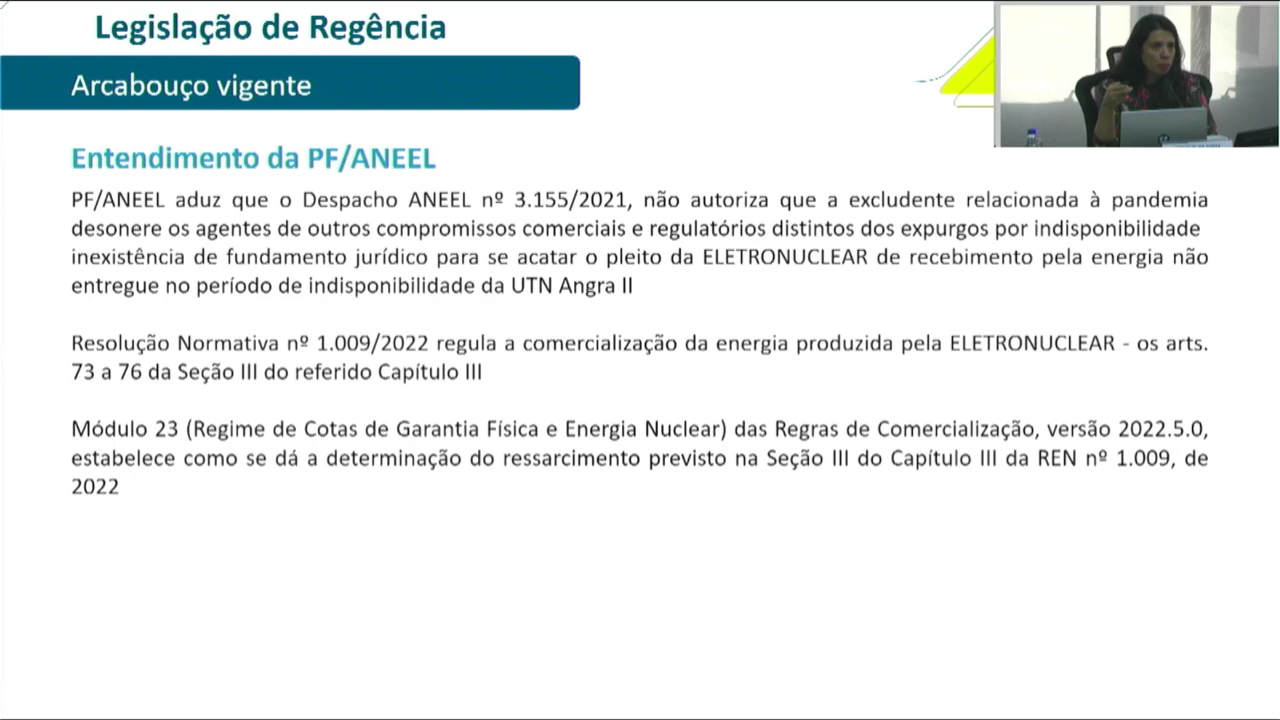 Legislação de Regência
Arcabouço vigente
Entendimento da PF/ANEEL
PF/ANEEL aduz que o Despacho ANEEL nº 3.155/2021, não autoriza que a excludente relacionada à pandemia
desonere os agentes de outros compromissos comerciais e regulatórios distintos dos expurgos por indisponibilidade
inexistência de fundamento jurídico para se acatar o pleito da ELETRONUCLEAR de recebimento pela energia não
entregue no período de indisponibilidade da UTN Angra II
Resolução Normativa nº 1.009/2022 regula a comercialização da energia produzida pela ELETRONUCLEAR - os arts.
73 a 76 da Seção III do referido Capítulo III
Módulo 23 (Regime de Cotas de Garantia Física e Energia Nuclear) das Regras de Comercialização, versão 2022.5.0,
estabelece como se dá a determinação do ressarcimento previsto na Seção III do Capítulo III da REN nº 1.009, de
2022